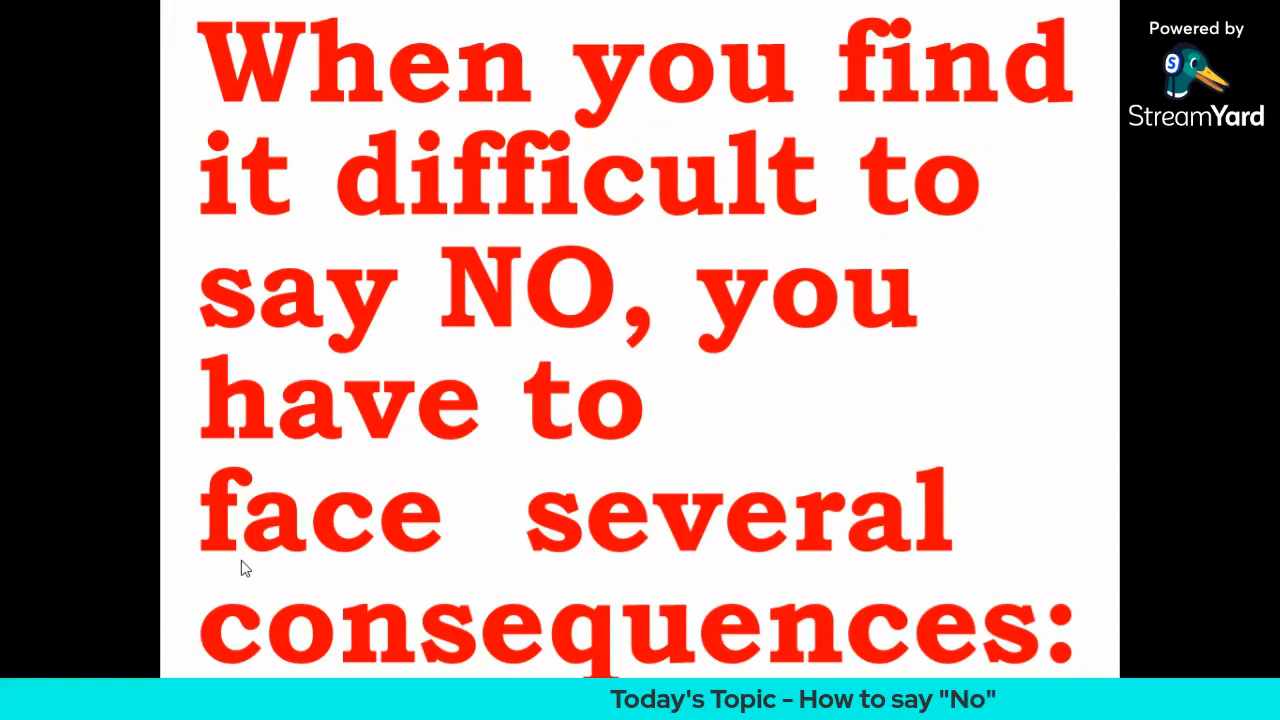 When you find
it difficult to
say NO, you
have to
face several
consequences:
Powered by
StreamYard
Today's Topic - How to say "No"